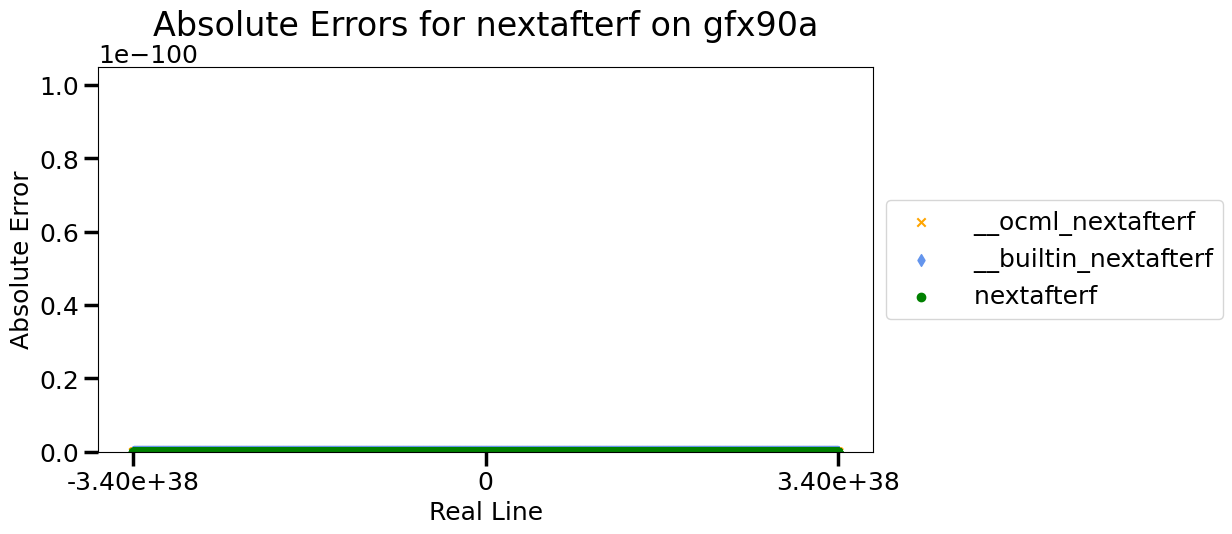 Absolute Errors for nextafterf on gfx90a
1e−100
1.0
0.8
0.6
0.4
0.2
0.0
Absolute Error
-3.40e+38
0
3.40e+38
Real Line
__ocml_nextafterf
__builtin_nextafterf
nextafterf